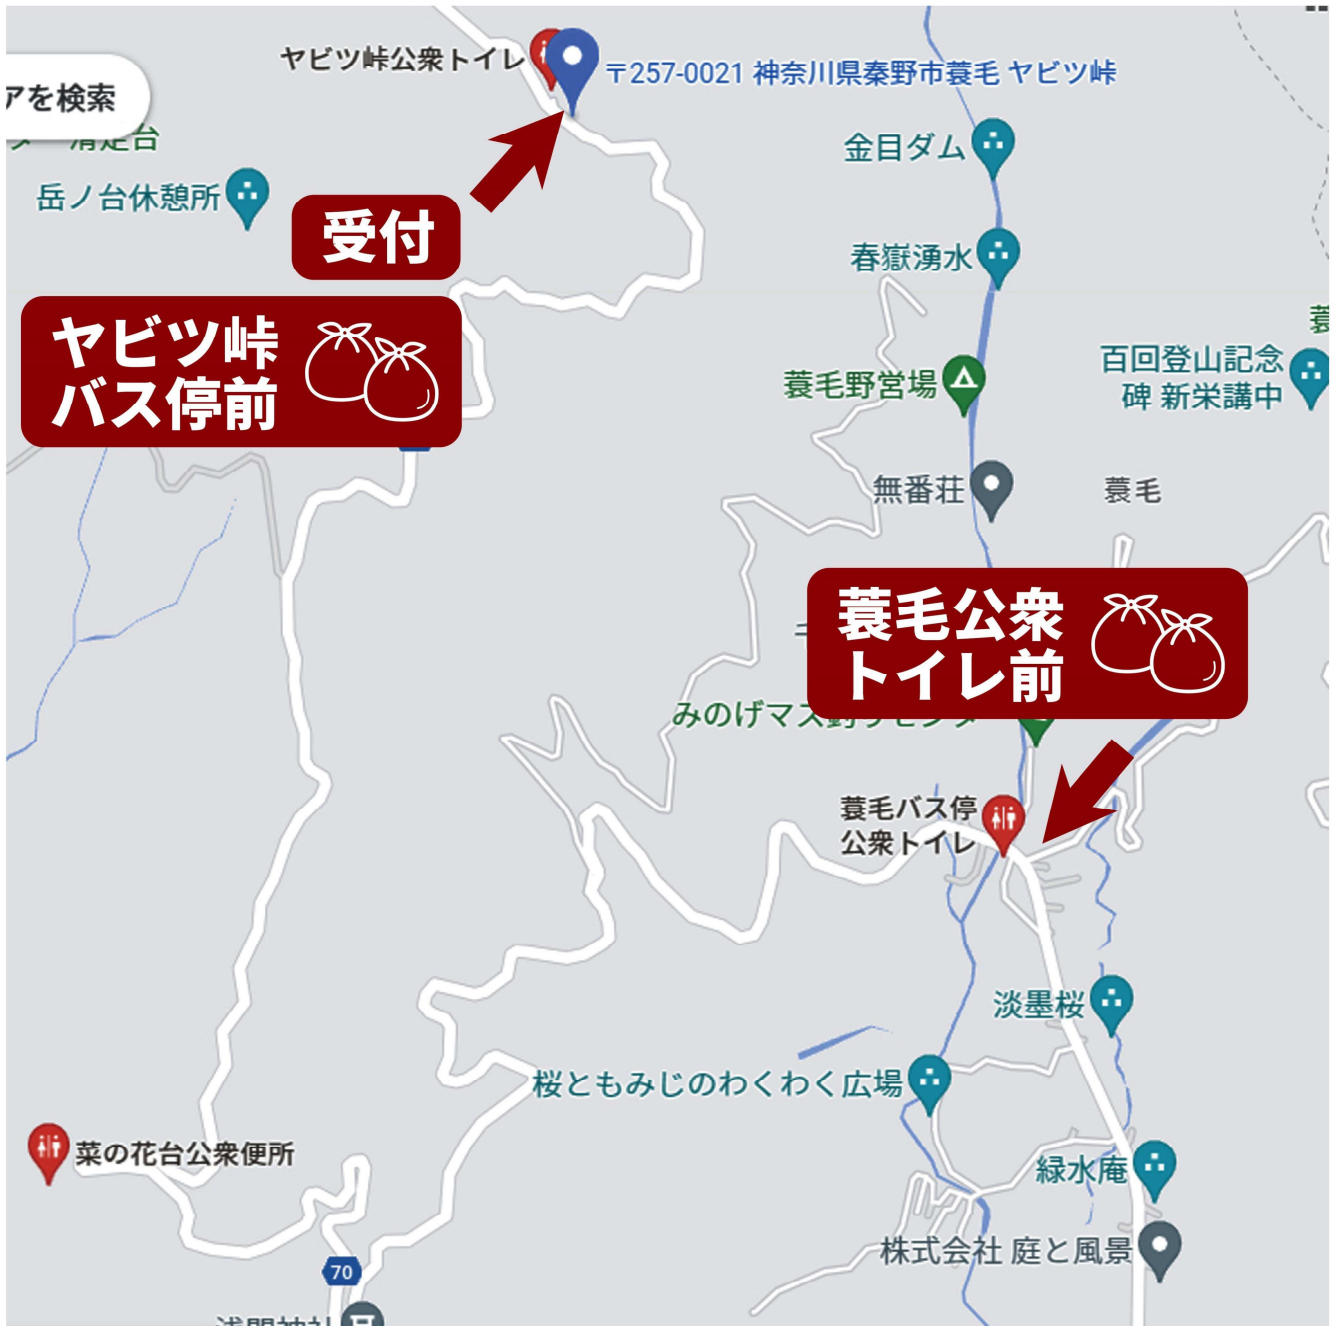 ヤビツ峠公衆トイレ
〒257-0021 神奈川県秦野市蓑毛 ヤビツ峠
アを検索
金目ダム
岳ノ台休憩所
受付
春嶽湧水
ヤビツ峠
バス停前
百回登山記念
碑 新栄講中
蓑毛野営場
無番荘
蓑毛
蓑毛公衆
トイレ前
蓑毛バス停
公衆トイレ
淡墨桜
桜ともみじのわくわく広場
菜の花台公衆便所
緑水庵
株式会社 庭と風景
70